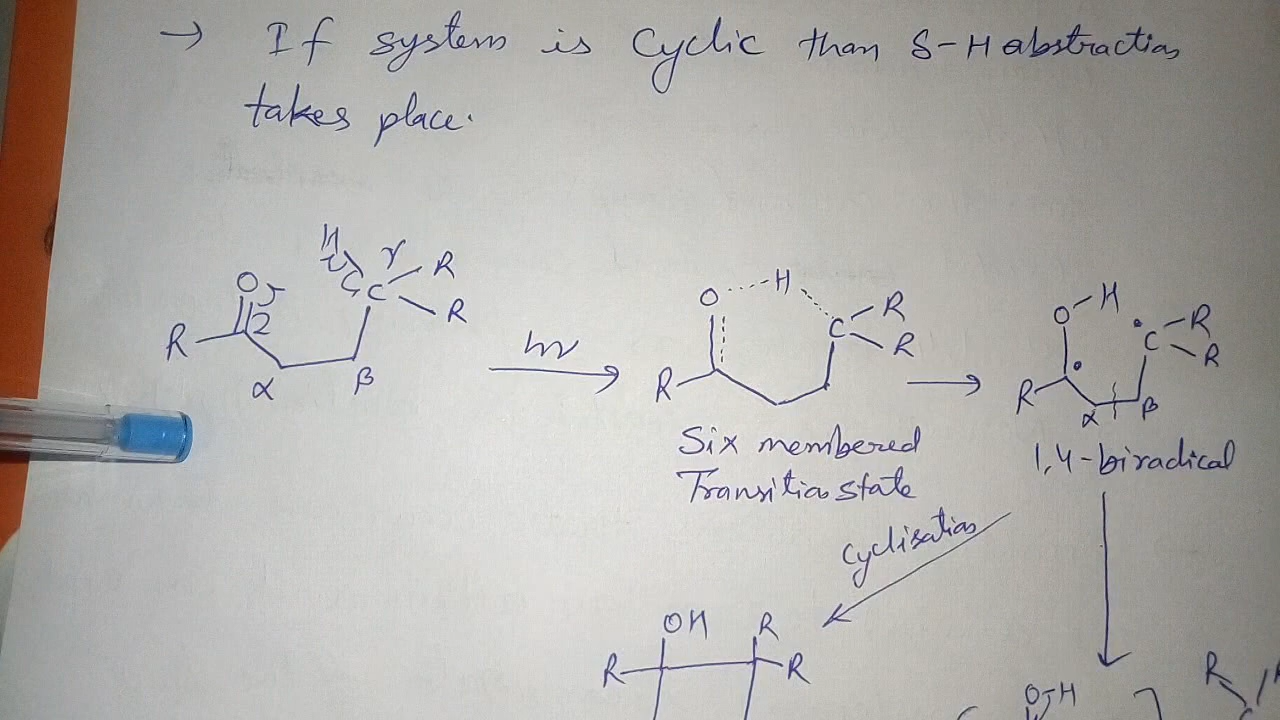 → If system is Cyclic than δ-H abstraction
takes place.
H
O
γ
C
R
R
R
α
β
hν
O
H
C
R
R
R
Six membered
Transition state
O-H
C
R
R
R
α
β
1,4-biradical
Cyclisation
OH
R
R
R
O-H
R